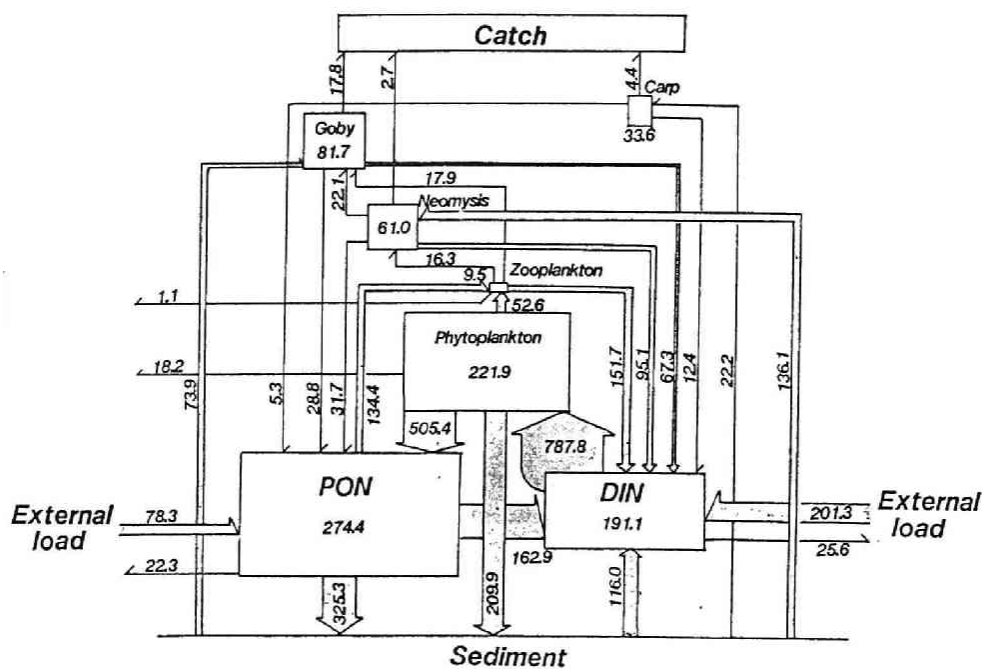 Catch
17.8
2.7
4.4
Carp
33.6
Goby
81.7
22.1
17.9
Neomysis
61.0
16.3
9.5
Zooplankton
1.1
52.6
Phytoplankton
221.9
18.2
73.9
5.3
28.8
31.7
134.4
151.7
95.1
67.3
12.4
22.2
136.1
505.4
787.8
PON
274.4
DIN
191.1
External
load
78.3
22.3
162.9
External
load
201.3
25.6
325.3
209.9
116.0
Sediment